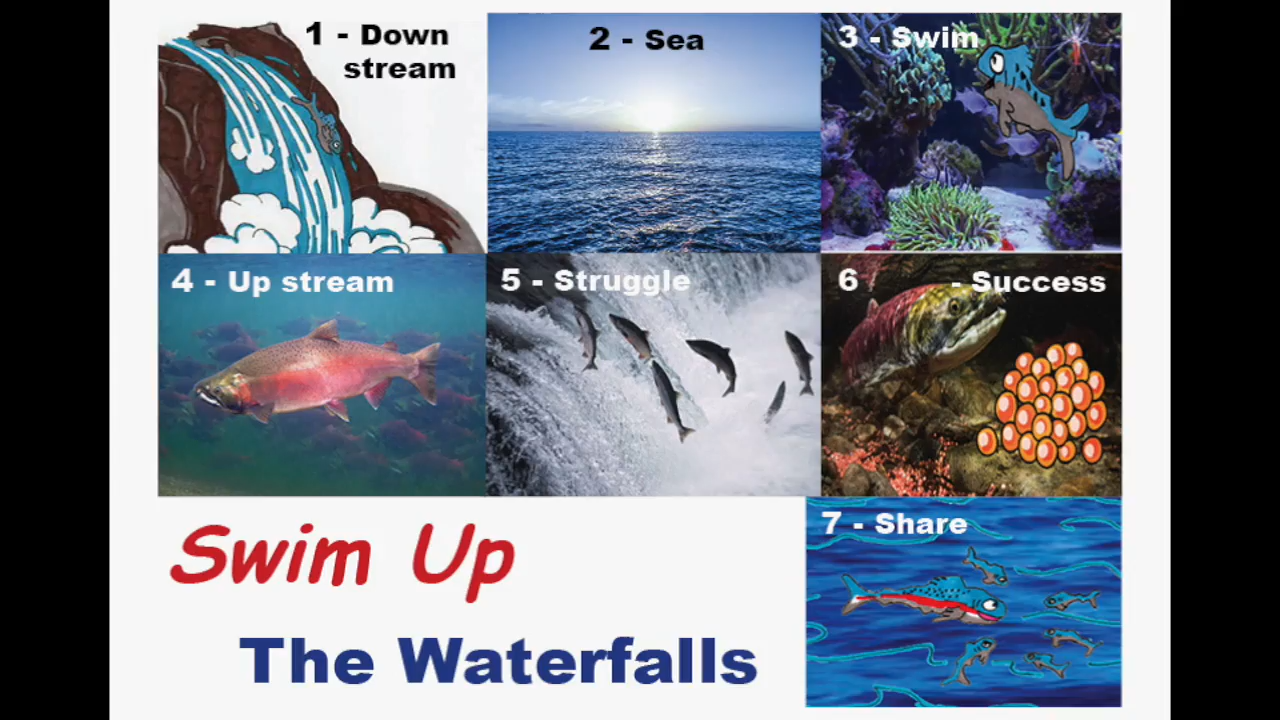 1 - Down
stream
2 - Sea
3 - Swim
4 - Up stream
5 - Struggle
6 - Success
7 - Share
Swim Up
The Waterfalls